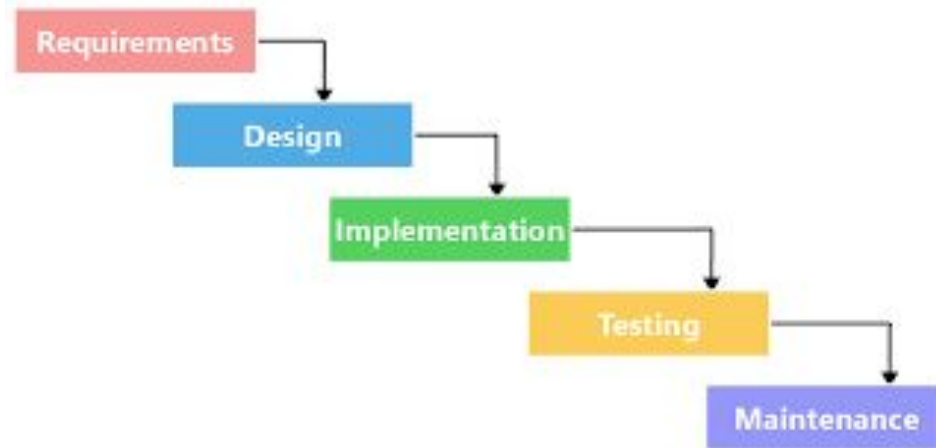 Requirements
Design
Implementation
Testing
Maintenance